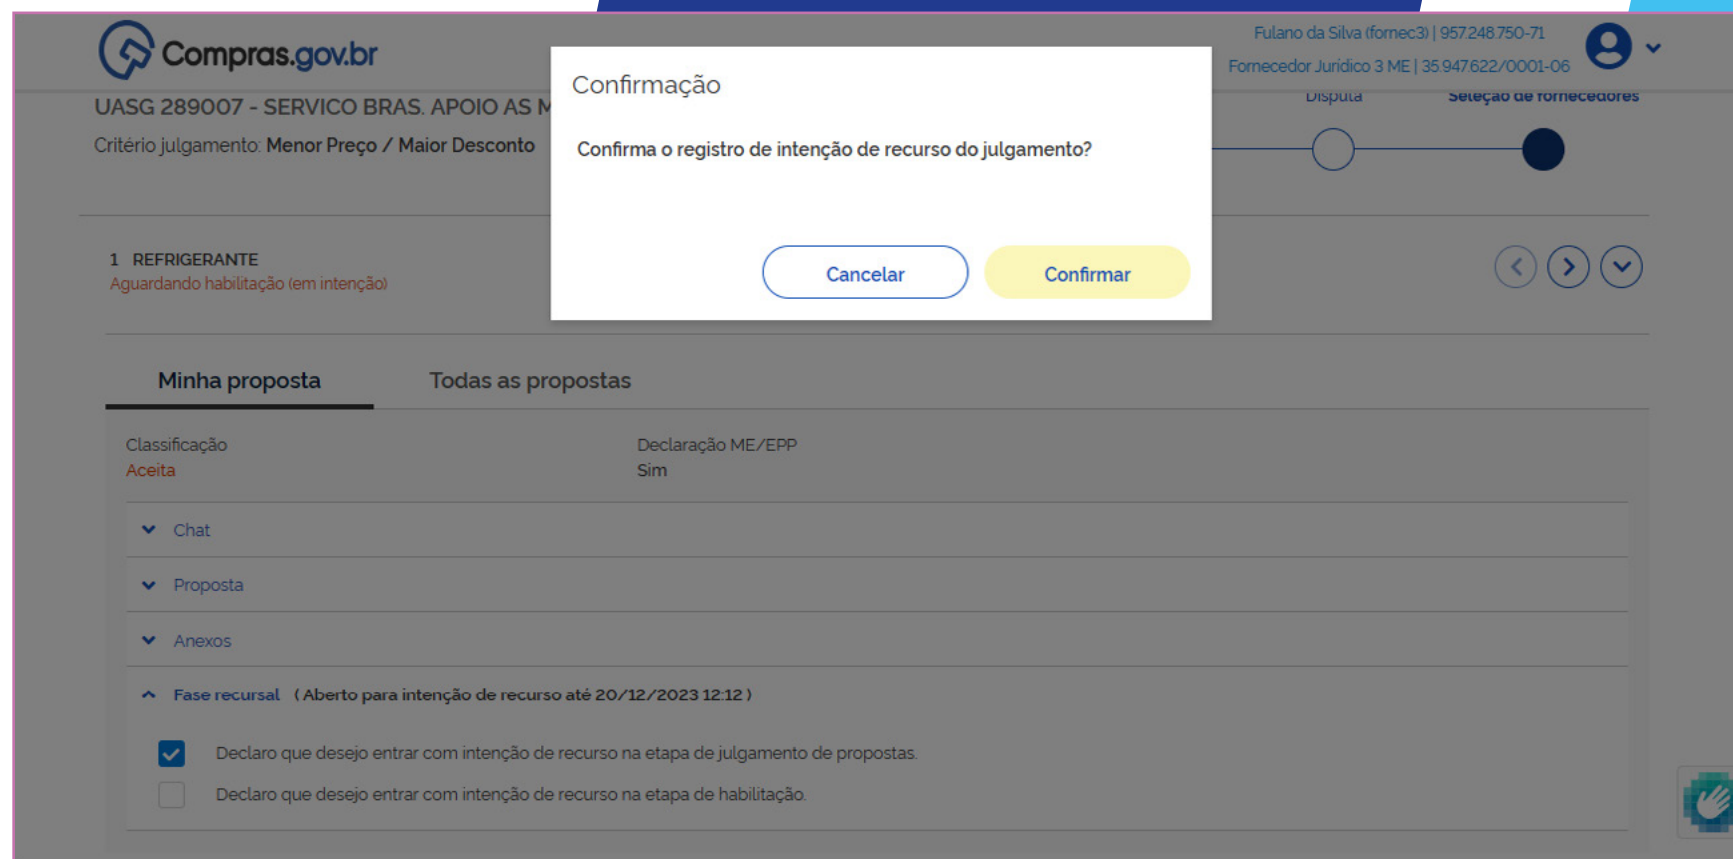 Compras.gov.br
Fulano da Silva (fornec3) | 957.248.750-71
Fornecedor Jurídico 3 ME | 35.947.622/0001-06
UASG 289007 - SERVICO BRAS. APOIO AS
Critério julgamento: Menor Preço / Maior Desconto
Disputa
Seleção de fornecedores
Confirmação
Confirma o registro de intenção de recurso do julgamento?
Cancelar
Confirmar
1 REFRIGERANTE
Aguardando habilitação (em intenção)
Minha proposta
Todas as propostas
Classificação
Aceita
Declaração ME/EPP
Sim
Chat
Proposta
Anexos
Fase recursal ( Aberto para intenção de recurso até 20/12/2023 12:12 )
Declaro que desejo entrar com intenção de recurso na etapa de julgamento de propostas.
Declaro que desejo entrar com intenção de recurso na etapa de habilitação.